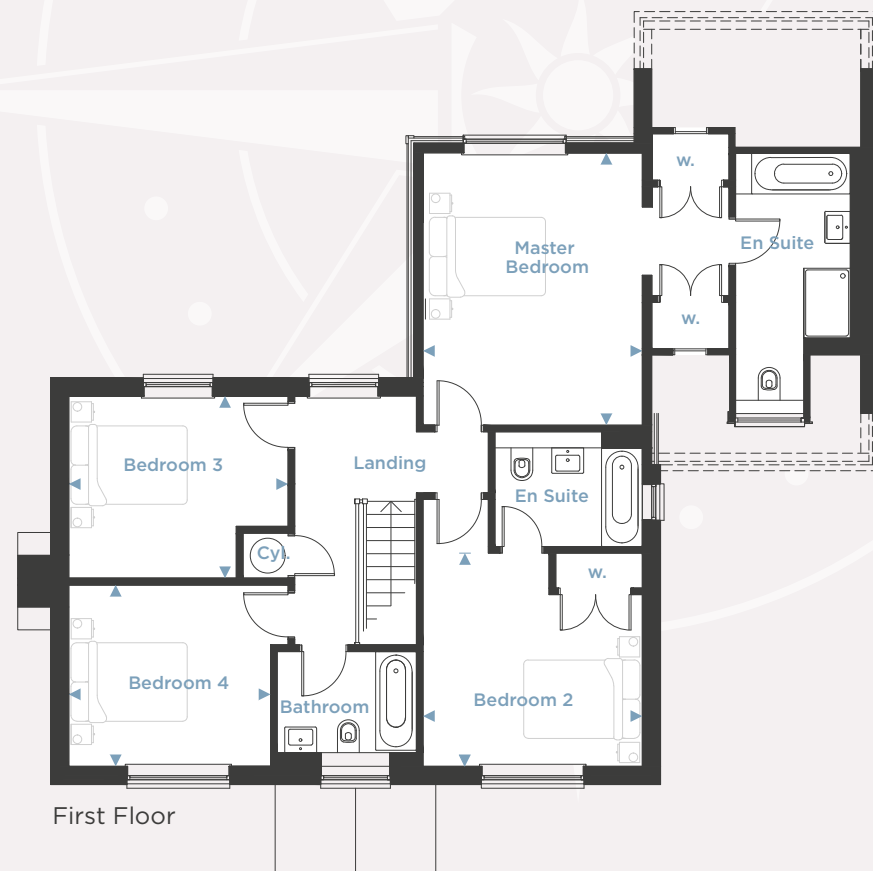 w.
Master
Bedroom
En Suite
w.
Bedroom 3
Landing
En Suite
Cyl.
w.
Bedroom 4
Bathroom
Bedroom 2
First Floor